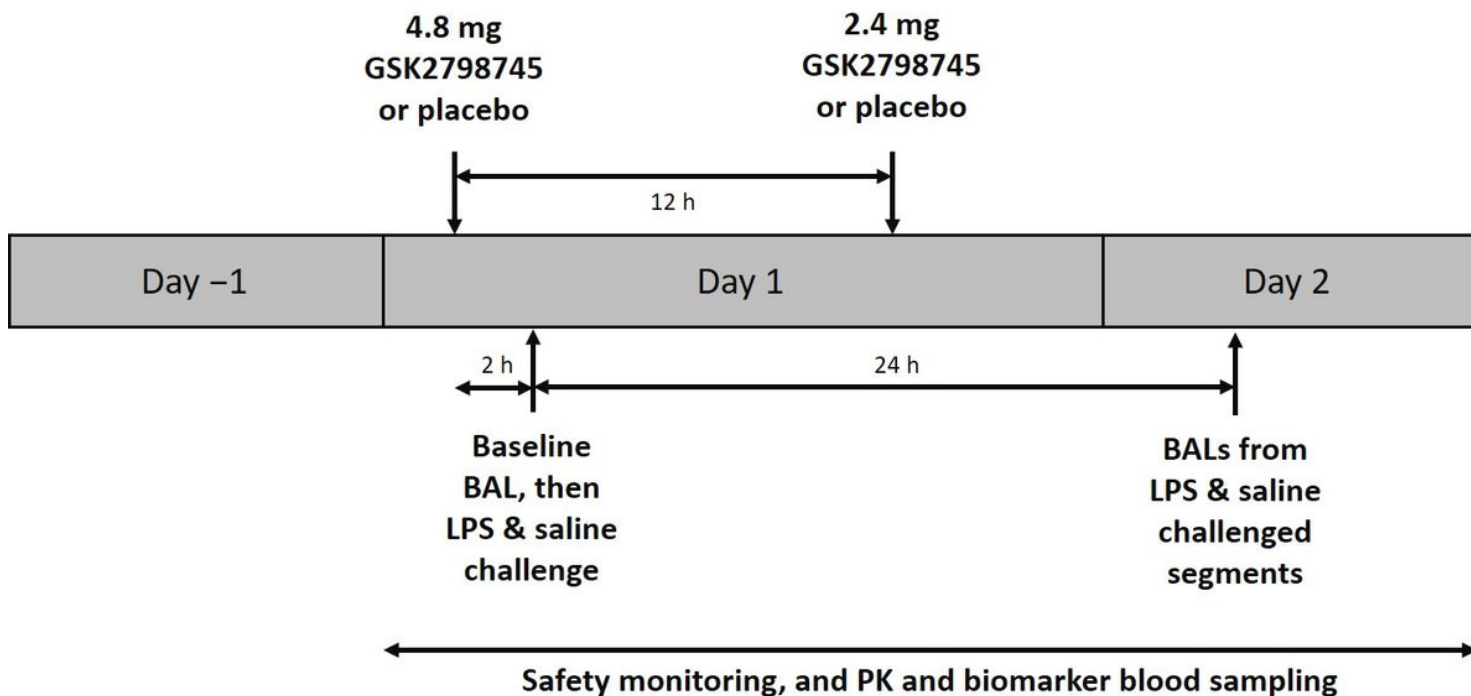 4.8 mg
GSK2798745
or placebo
2.4 mg
GSK2798745
or placebo
12 h
Day −1
Day 1
Day 2
2 h
24 h
Baseline
BAL, then
LPS & saline
challenge
BALs from
LPS & saline
challenged
segments
Safety monitoring, and PK and biomarker blood sampling